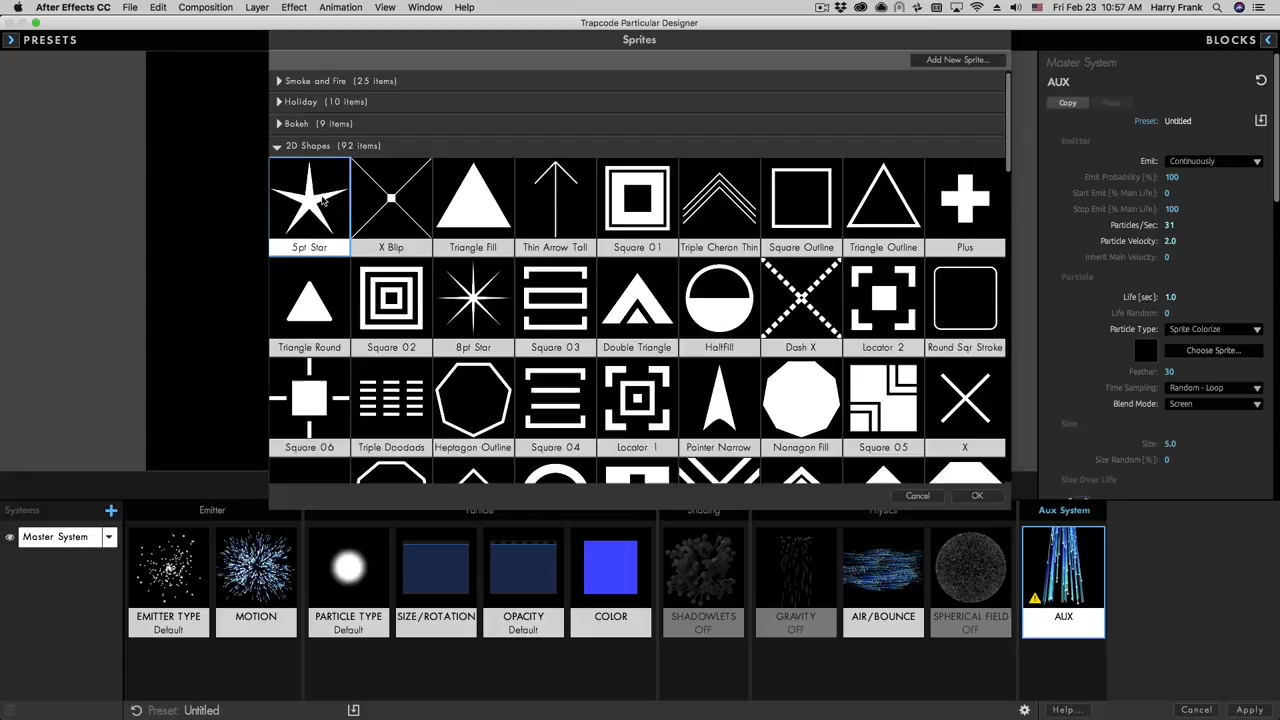 After Effects CC File Edit Composition Layer Effect Animation View Window Help Fri Feb 23 10:57 AM Harry Frank
Trapcode Particular Designer
PRESETS
Sprites
BLOCKS
Add New Sprite...
Smoke and Fire (25 items)
Holiday (10 items)
Bokeh (9 items)
2D Shapes (92 items)
5pt Star X Blip Triangle Fill Thin Arrow Tall Square 01 Triple Cheron Thin Square Outline Triangle Outline Plus
Triangle Round Square 02 8pt Star Square 03 Double Triangle HaltFill Dash X Locator 2 Round Sqr Stroke
Square 06 Triple Doodads Heptagon Outline Square 04 Locator 1 Pointer Narrow Nonagon Fill Square 05 X
Cancel OK
Master System
AUX
Copy Paste
Preset: Untitled
Emitter
Emit: Continuously
Emit Probability [%]: 100
Start Emit [% Main Life]: 0
Stop Emit [% Main Life]: 100
Particles/Sec: 31
Particle Velocity: 2.0
Inherit Main Velocity: 0
Particle
Life [sec]: 1.0
Life Random: 0
Particle Type: Sprite Colorize
Choose Sprite...
Feather: 30
Time Sampling: Random - Loop
Blend Mode: Screen
Size
Size: 5.0
Size Random [%]: 0
Size Over Life
Systems
Master System
Emitter Particle Shading Physics Aux System
EMITTER TYPE MOTION PARTICLE TYPE SIZE/ROTATION OPACITY COLOR SHADOWLETS GRAVITY AIR/BOUNCE SPHERICAL FIELD AUX
Default Default Default OFF OFF OFF
Preset: Untitled
Help... Cancel Apply